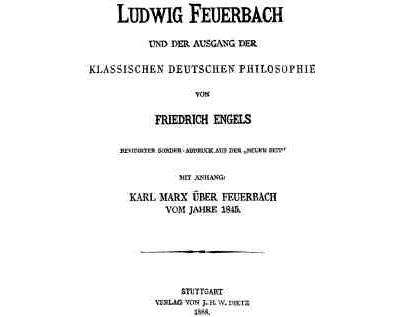 LUDWIG FEUERBACH
UND DER AUSGANG DER
KLASSISCHEN DEUTSCHEN PHILOSOPHIE
VON
FRIEDRICH ENGELS
REVIDIRTER SONDER-ABDRUCK AUS DER „NEUEN ZEIT"
MIT ANHANG:
KARL MARX ÜBER FEUERBACH
VOM JAHRE 1845.
STUTTGART
VERLAG VON J. H. W. DIETZ
1888.